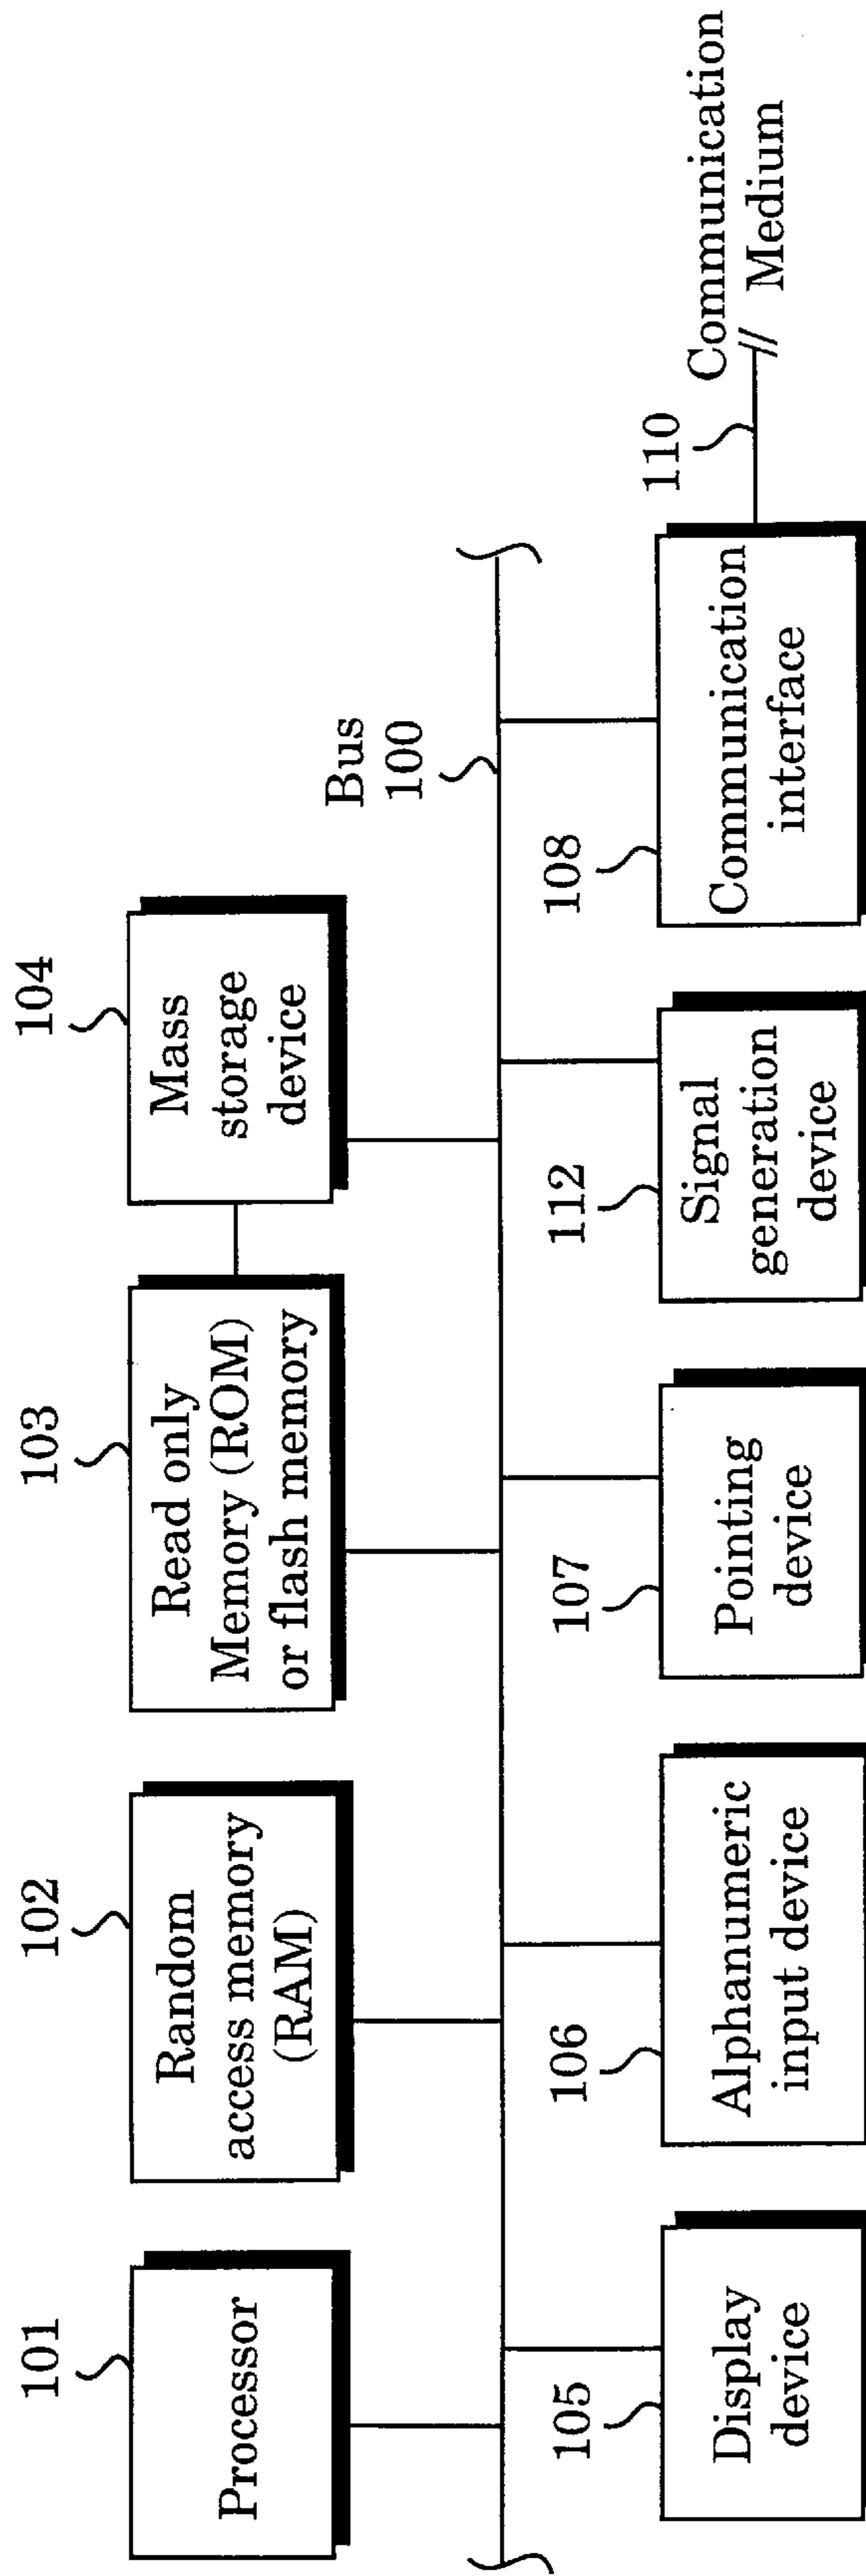 101
Processor
102
Random
access memory
(RAM)
103
Read only
Memory (ROM)
or flash memory
104
Mass
storage
device
Bus
100
105
Display
device
106
Alphanumeric
input device
107
Pointing
device
112
Signal
generation
device
108
Communication
interface
110
Communication
Medium